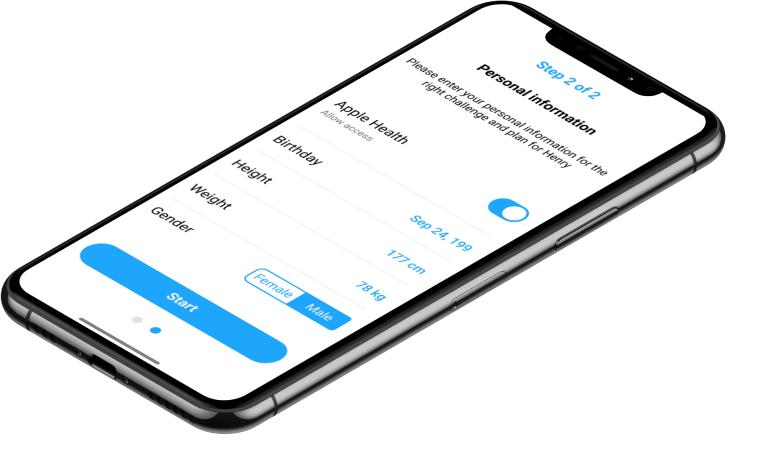 Step 2 of 2
Personal information
Please enter your personal information for the
right challenge and plan for Henry
Apple Health
Allow access
Birthday
Sep 24, 199
Height
177 cm
Weight
78 kg
Gender
Female
Male
Start